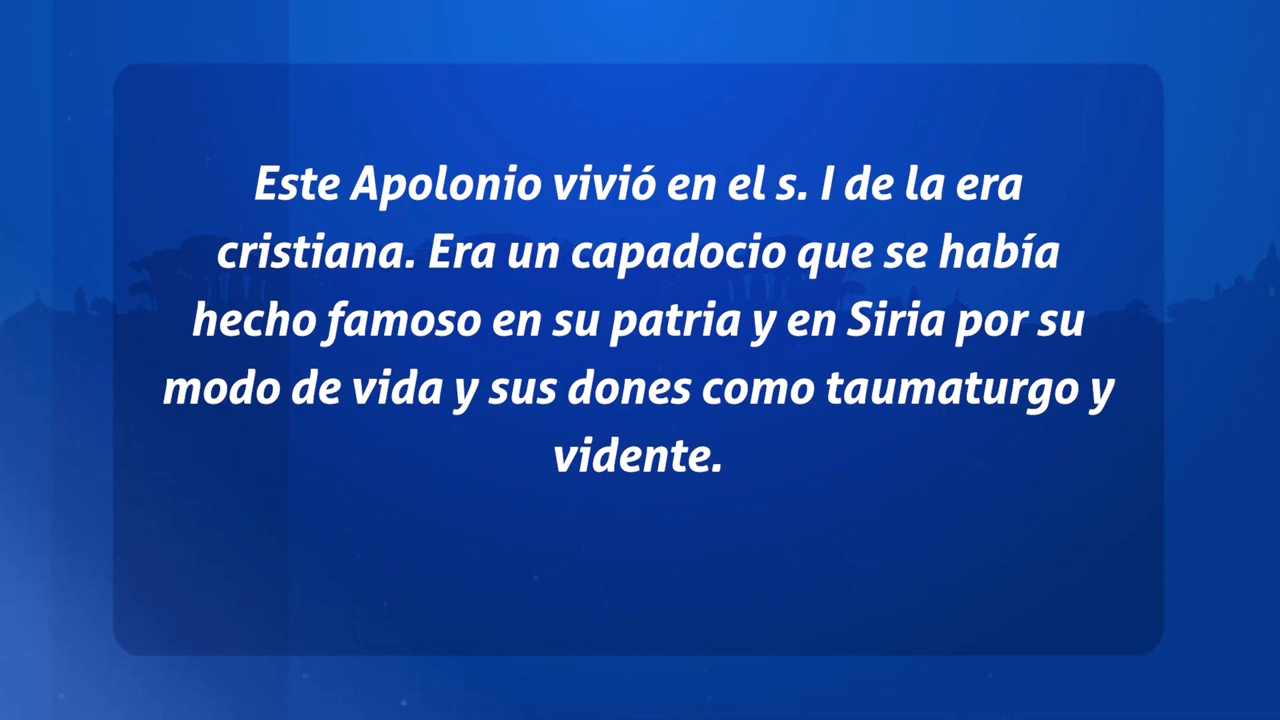 Este Apolonio vivió en el s. I de la era
cristiana. Era un capadocio que se había
hecho famoso en su patria y en Siria por su
modo de vida y sus dones como taumaturgo y
vidente.